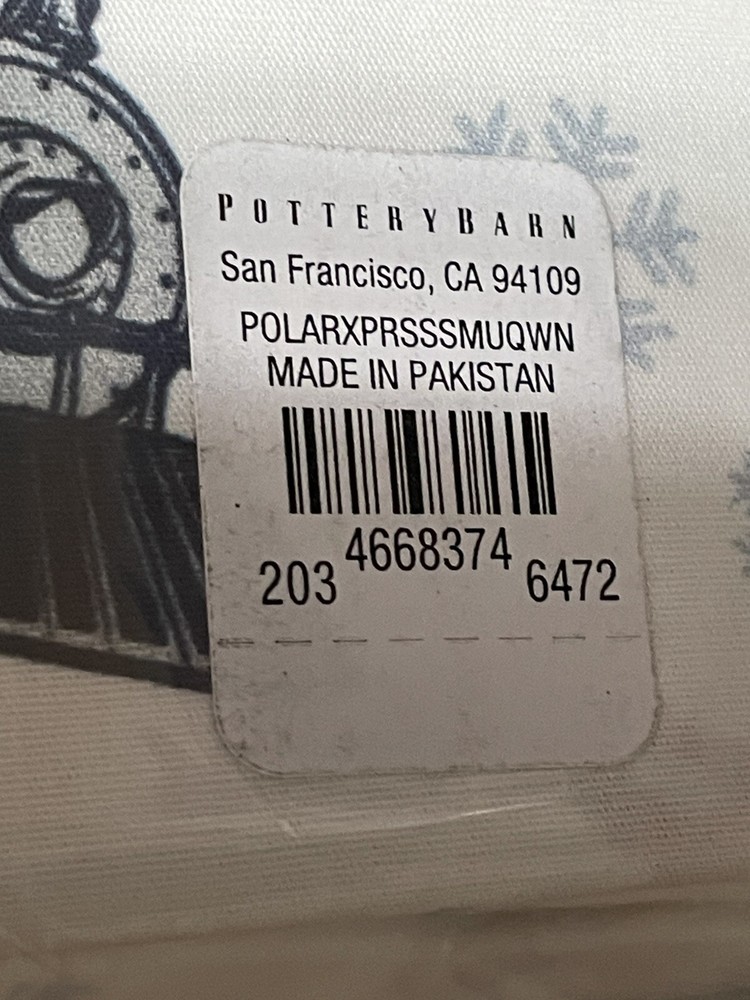 POTTERYBARN
San Francisco, CA 94109
POLARXPRSSSMUQWN
MADE IN PAKISTAN
203 4668374 6472